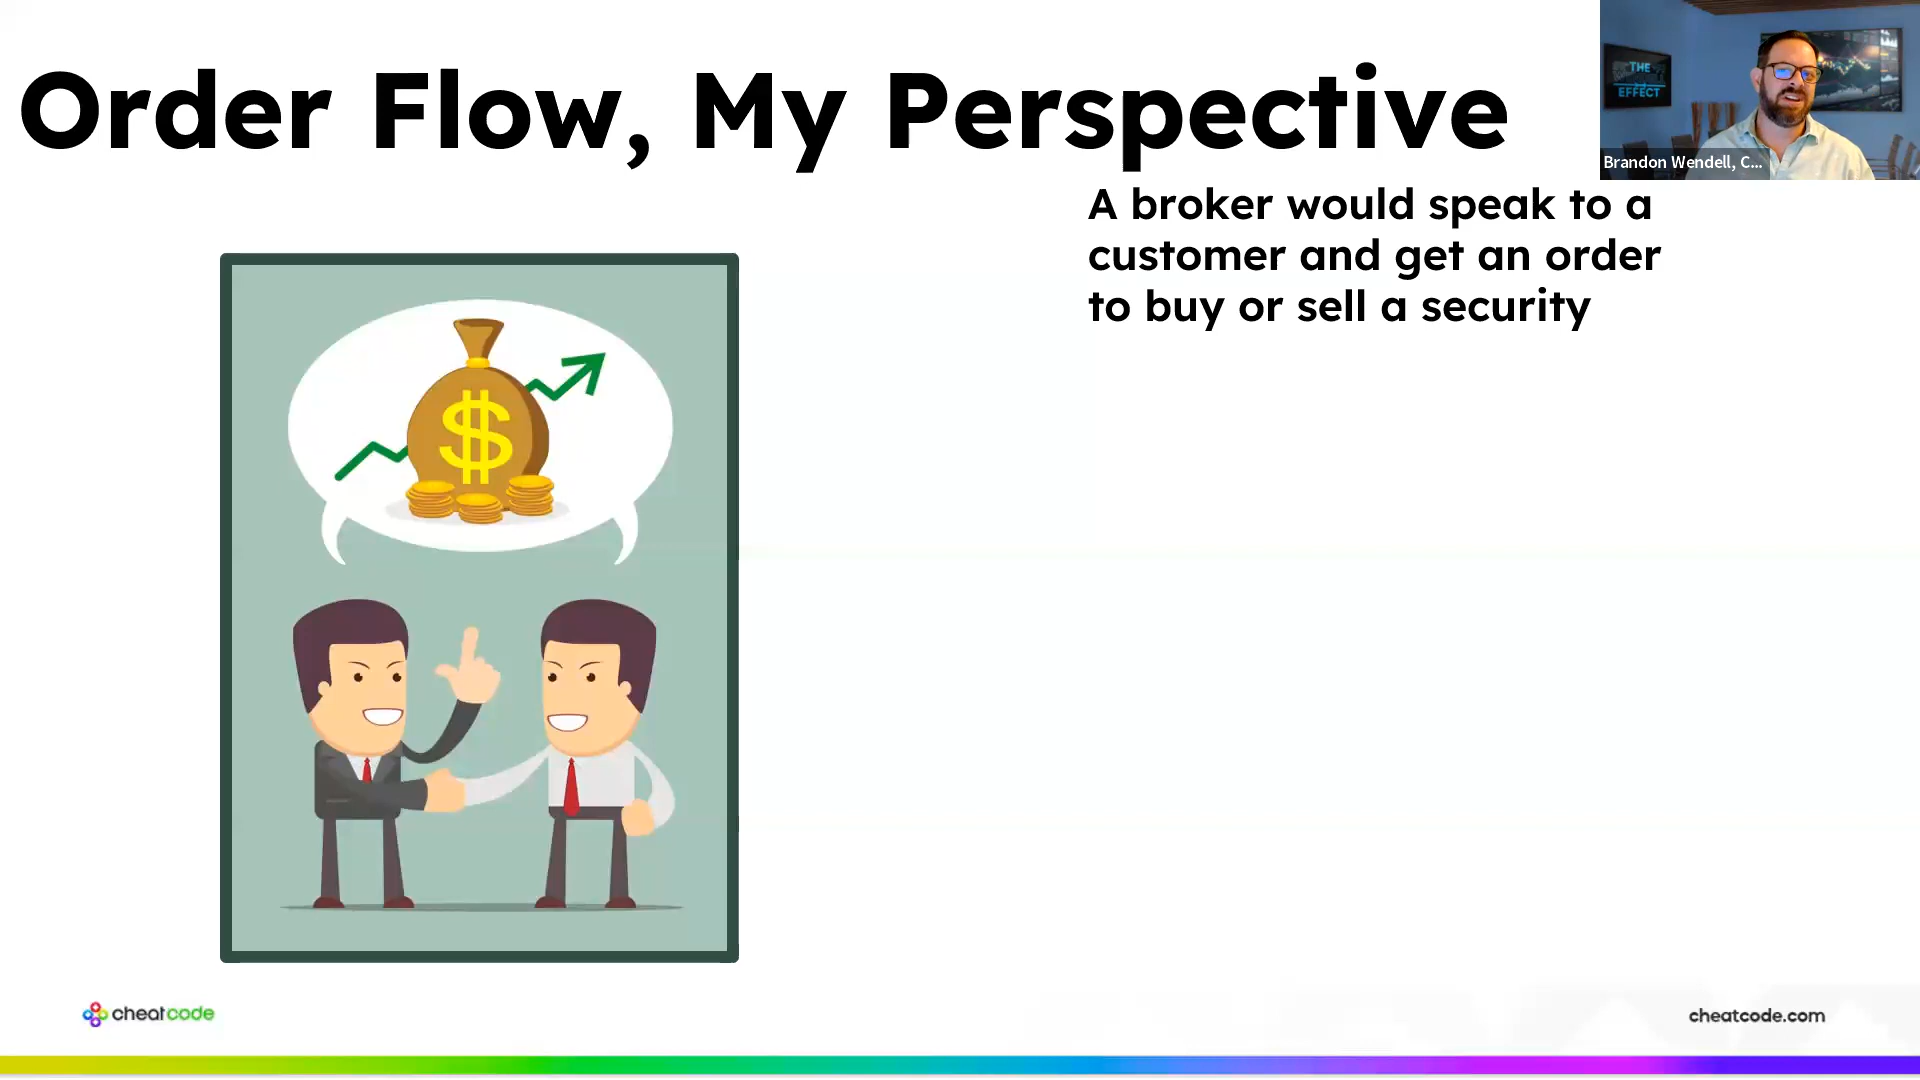 Order Flow, My Perspective
THE
EFFECT
Brandon Wendell, C...
A broker would speak to a
customer and get an order
to buy or sell a security
$
cheatcode
cheatcode.com